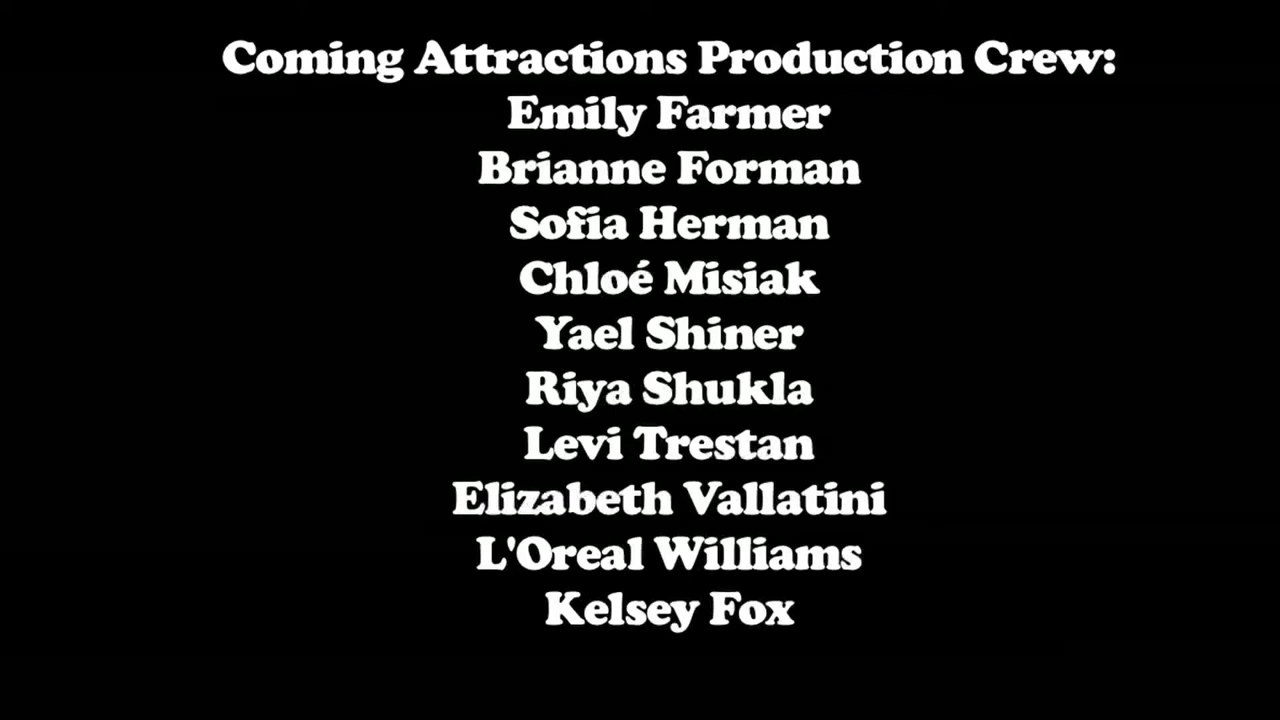 Coming Attractions Production Crew:
Emily Farmer
Brianne Forman
Sofia Herman
Chloé Misiak
Yael Shiner
Riya Shukla
Levi Trestan
Elizabeth Vallatini
L'Oreal Williams
Kelsey Fox